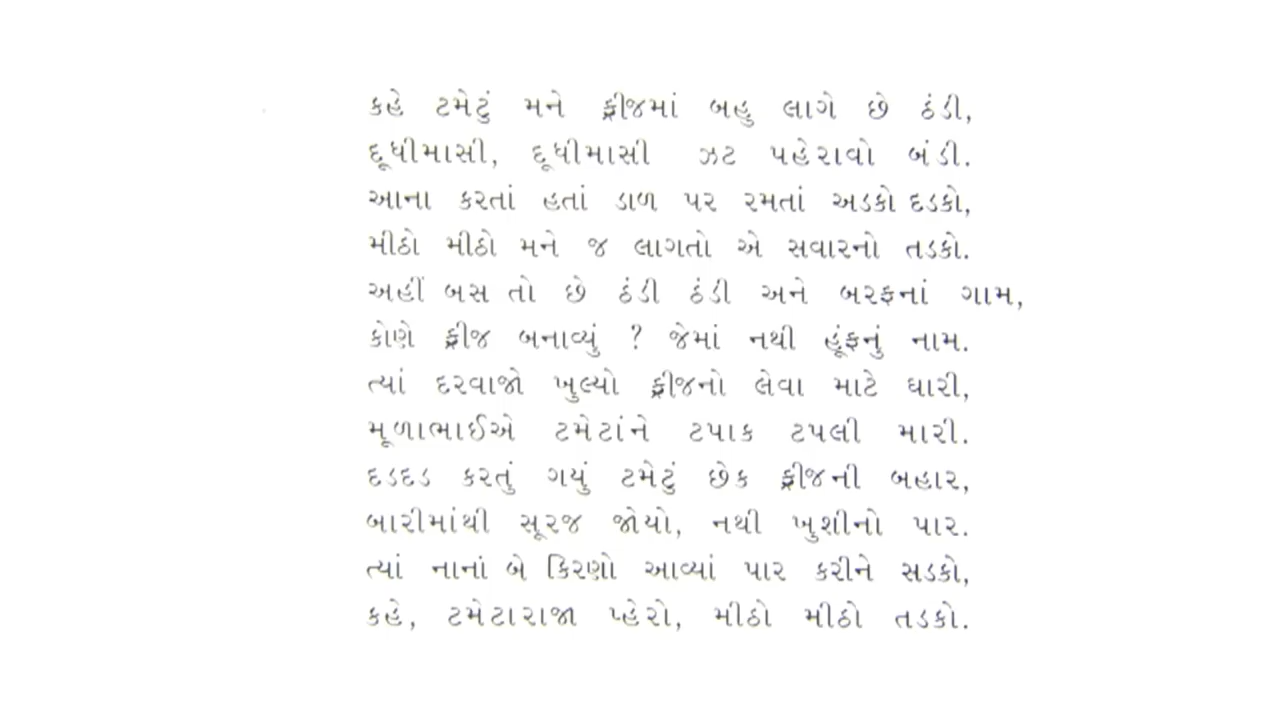 કહે ટમેટું મને ફ્રીજમાં બહુ લાગે છે ઠંડી,
દૂધીમાસી, દૂધીમાસી ઝટ પહેરાવો બંડી.
આના કરતાં હતાં ડાળ પર રમતાં અડકો દડકો,
મીઠો મીઠો મને જ લાગતો એ સવારનો તડકો.
અહીં બસ તો છે ઠંડી ઠંડી અને બરફનાં ગામ,
કોણે ફ્રીજ બનાવ્યું ? જેમાં નથી હૂંફનું નામ.
ત્યાં દરવાજો ખુલ્યો ફ્રીજનો લેવા માટે ઘારી,
મૂળાભાઈએ ટમેટાંને ટપાક ટપલી મારી.
દડદડ કરતું ગયું ટમેટું છેક ફ્રીજની બહાર,
બારીમાંથી સૂરજ જોયો, નથી ખુશીનો પાર.
ત્યાં નાનાં બે કિરણો આવ્યાં પાર કરીને સડકો,
કહે, ટમેટારાજા પ્હેરો, મીઠો મીઠો તડકો.